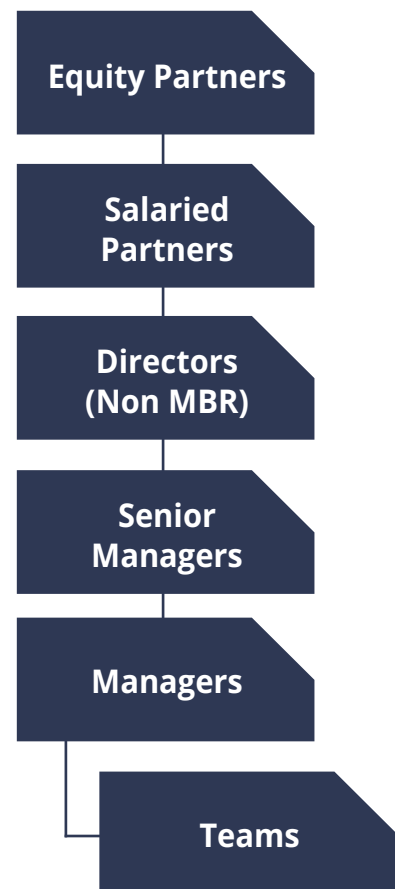 Equity Partners
Salaried
Partners
Directors
(Non MBR)
Senior
Managers
Managers
Teams